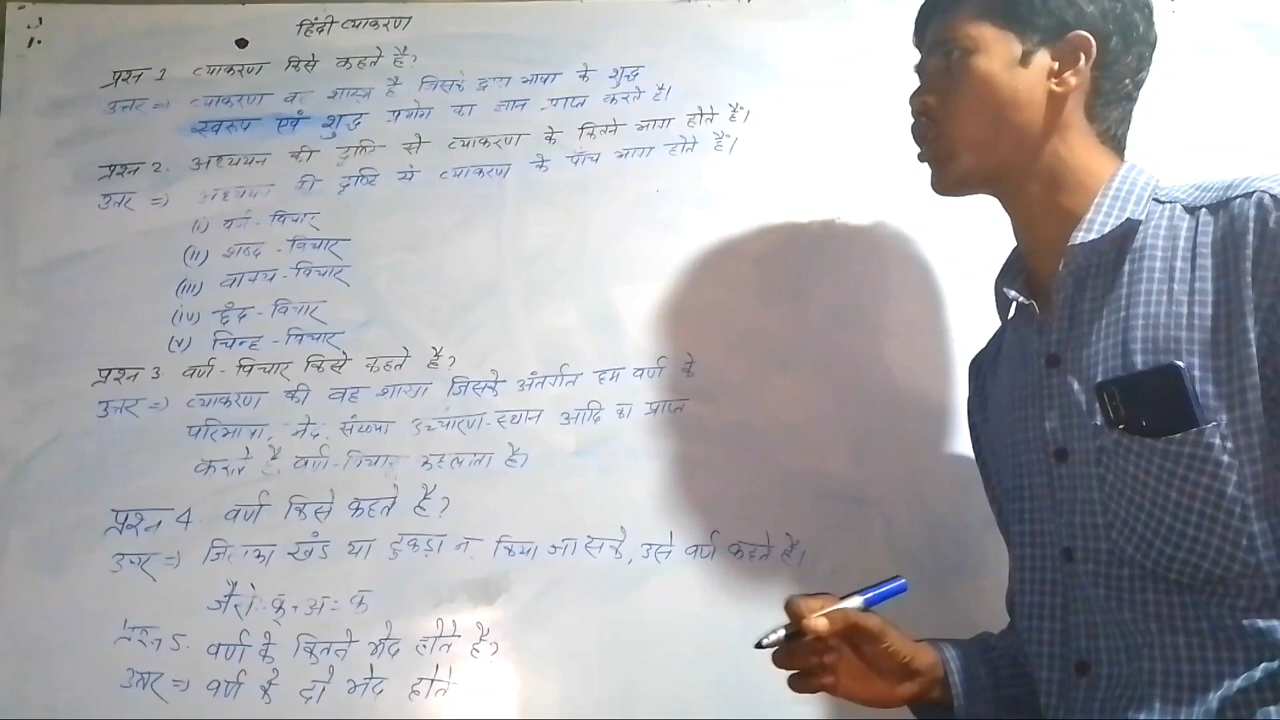 हिंदी व्याकरण
प्रश्न 1 व्याकरण किसे कहते है?
उत्तर => व्याकरण वह शास्त्र है जिसके द्वारा भाषा के शुद्ध
स्वरूप एवं शुद्ध प्रयोग का ज्ञान प्राप्त करते है।
प्रश्न 2. अध्ययन की दृष्टि से व्याकरण के कितने भाग होते हैं।
उत्तर => अध्ययन की दृष्टि से व्याकरण के पाँच भाग होते हैं।
(i) वर्ण - विचार
(ii) शब्द - विचार
(iii) वाक्य - विचार
(iv) छंद - विचार
(v) चिन्ह - विचार
प्रश्न 3 वर्ण - विचार किसे कहते है?
उत्तर => व्याकरण की वह शाखा जिसके अंतर्गत हम वर्ण के
परिभाषा, भेद, संख्या उच्चारण-स्थान आदि का प्राप्त
करते है वर्ण-विचार कहलाता है।
प्रश्न 4 वर्ण किसे कहते है?
उत्तर => जिसका खंड या टुकड़ा न किया जा सके, उसे वर्ण कहते है।
जैसे:- क् + अ = क
प्रश्न 5. वर्ण के कितने भेद होते है?
उत्तर => वर्ण के दो भेद होते